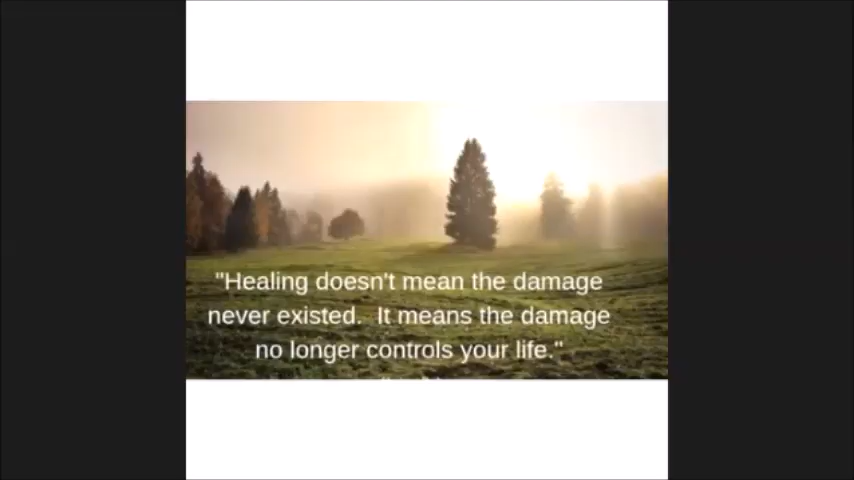 "Healing doesn't mean the damage
never existed.  It means the damage
no longer controls your life."